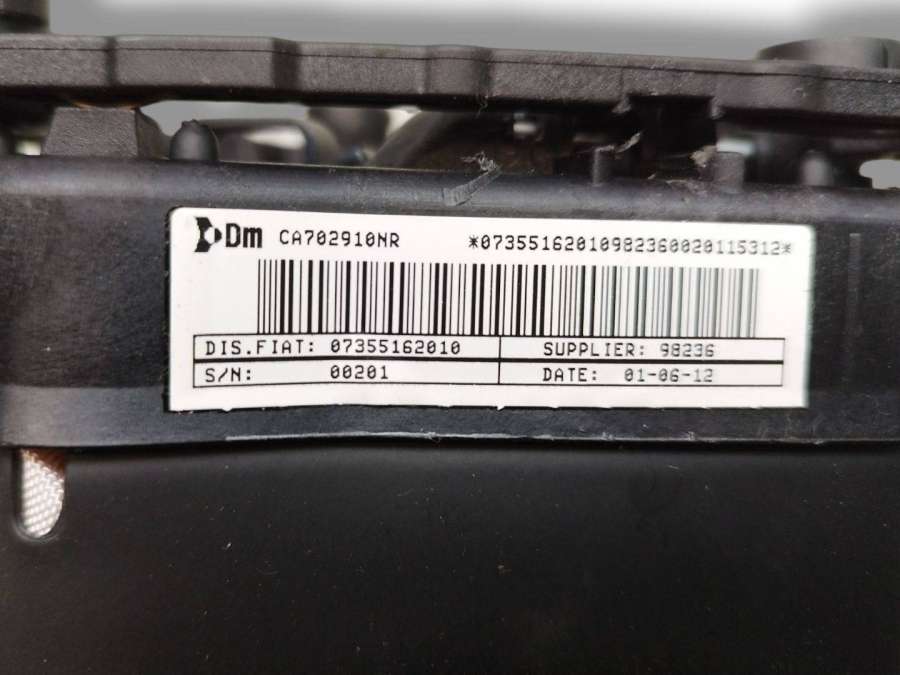 Dm CA702910NR *07355162010982360020115312*
DIS.FIAT: 07355162010 SUPPLIER: 98236
S/N: 00201 DATE: 01-06-12